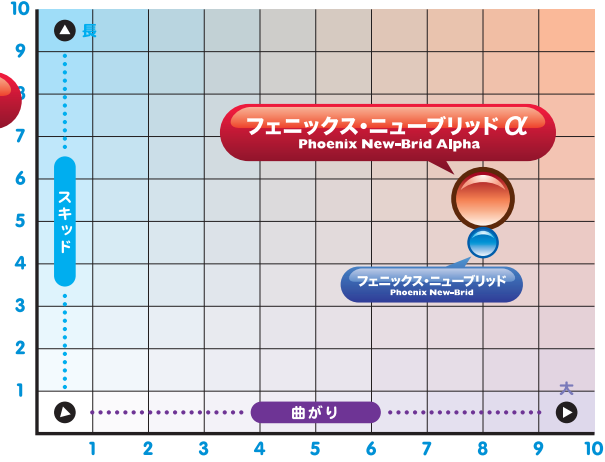 10
長
9
8
フェニックス・ニューブリッド α
Phoenix New-Brid Alpha
7
6
スキッド
5
4
フェニックス・ニューブリッド
Phoenix New-Brid
3
2
1
大
曲がり
1 2 3 4 5 6 7 8 9 10